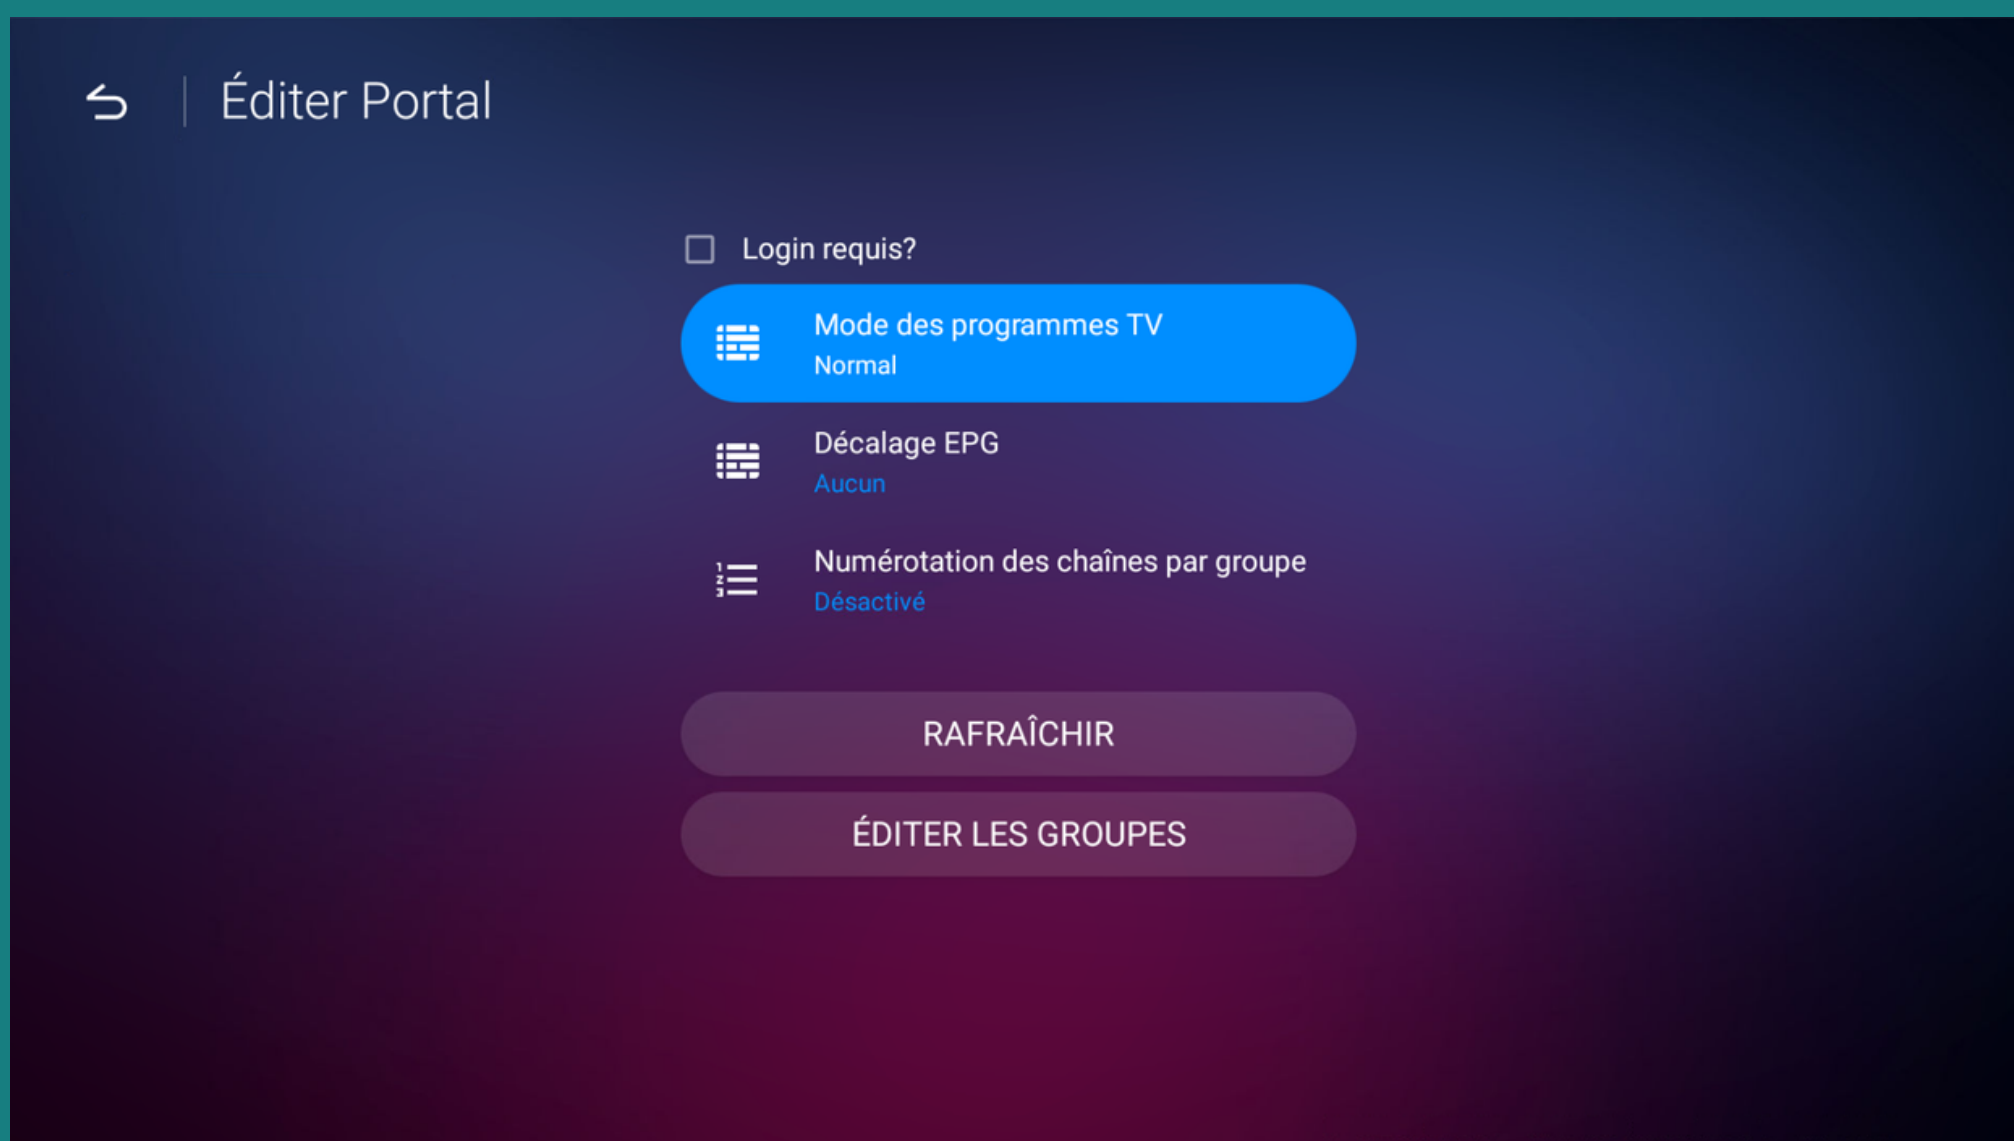 Éditer Portal
Login requis?
Mode des programmes TV
Normal
Décalage EPG
Aucun
Numérotation des chaînes par groupe
Désactivé
RAFRAÎCHIR
ÉDITER LES GROUPES